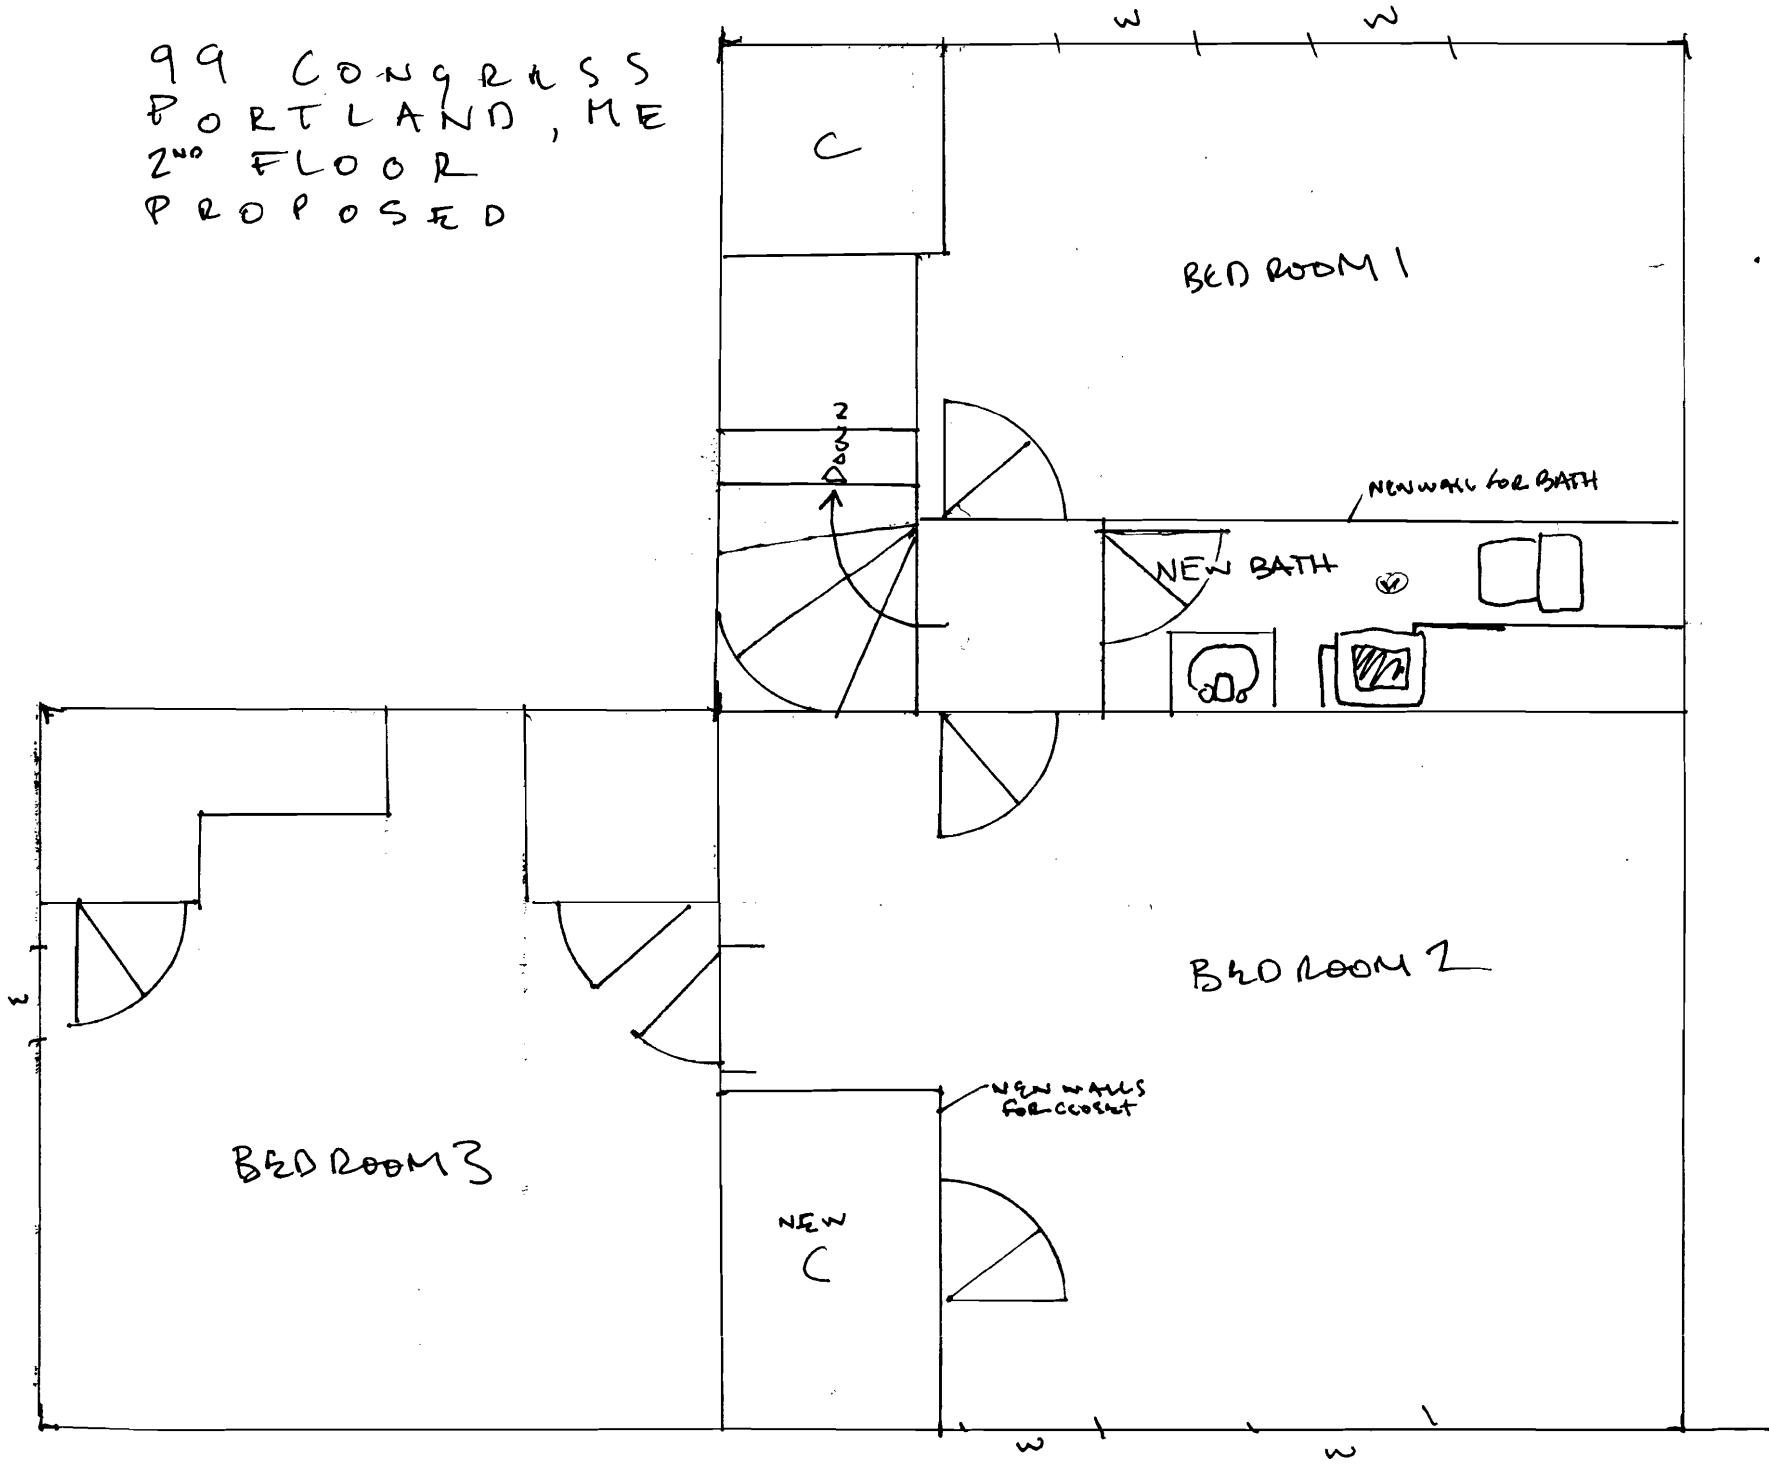 99 CONGRESS
PORTLAND, ME
2ND FLOOR
PROPOSED
W
W
C
BEDROOM 1
DOWN
NEW WALL FOR BATH
NEW BATH
BEDROOM 2
W
NEW WALLS
FOR CLOSET
BEDROOM 3
NEW
C
W
W